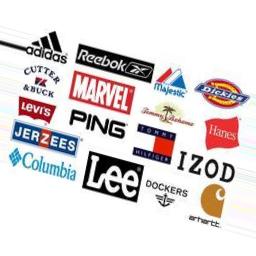 adidas
Reebok
Majestic
Dickies
CUTTER
& BUCK
MARVEL
Tommy Bahama
Hanes
LEVI'S
PING
TOMMY
HILFIGER
JERZEES
IZOD
Columbia
Lee
DOCKERS
carhartt